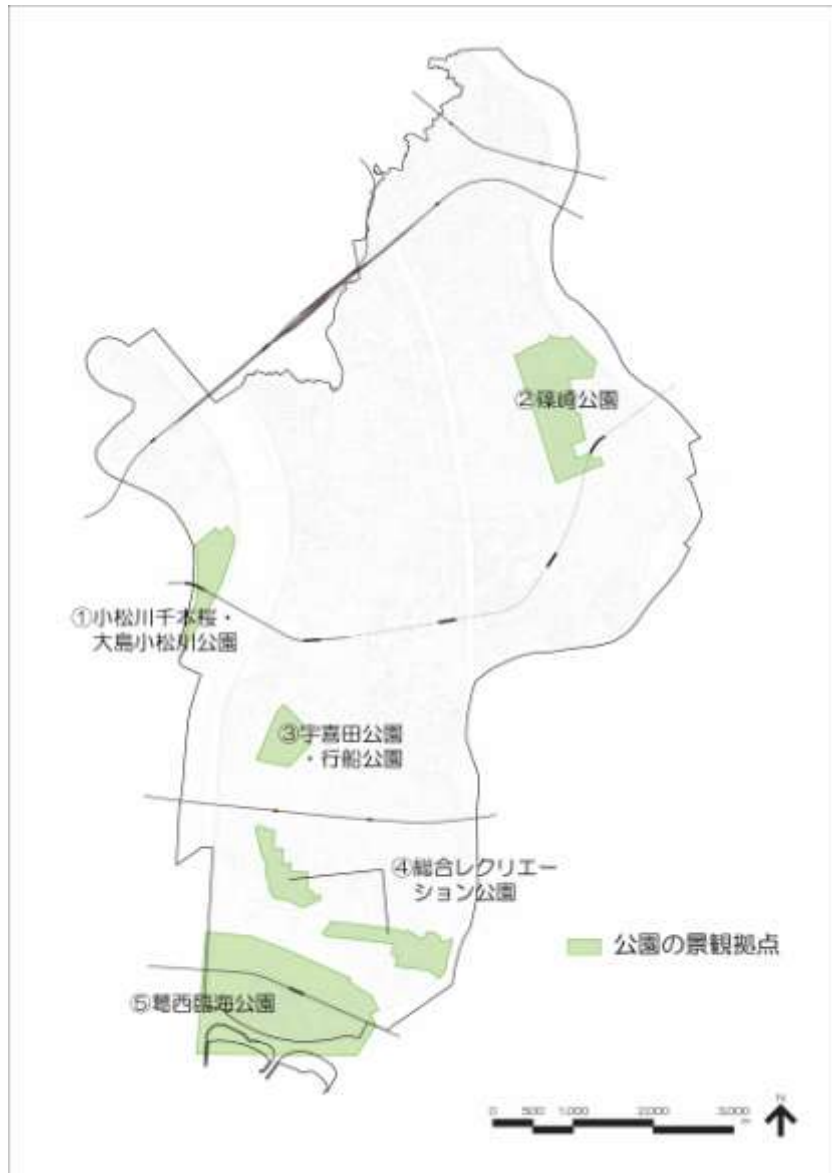 ②篠崎公園
①小松川千本桜・
大島小松川公園
③宇喜田公園
・行船公園
④総合レクリエー
ション公園
公園の景観拠点
⑤葛西臨海公園
0 500 1,000 2,000 3,000
m
N